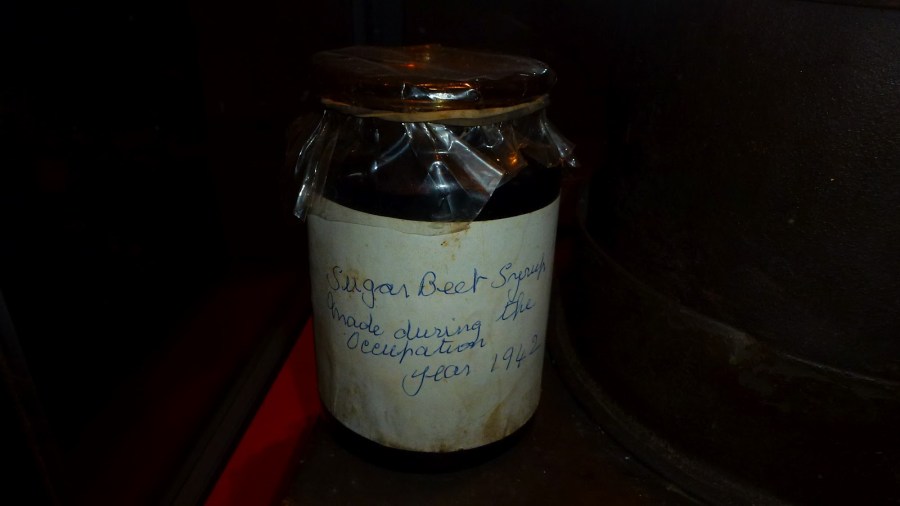 Sugar Beet Syrup
Made during the
Occupation
year 1942